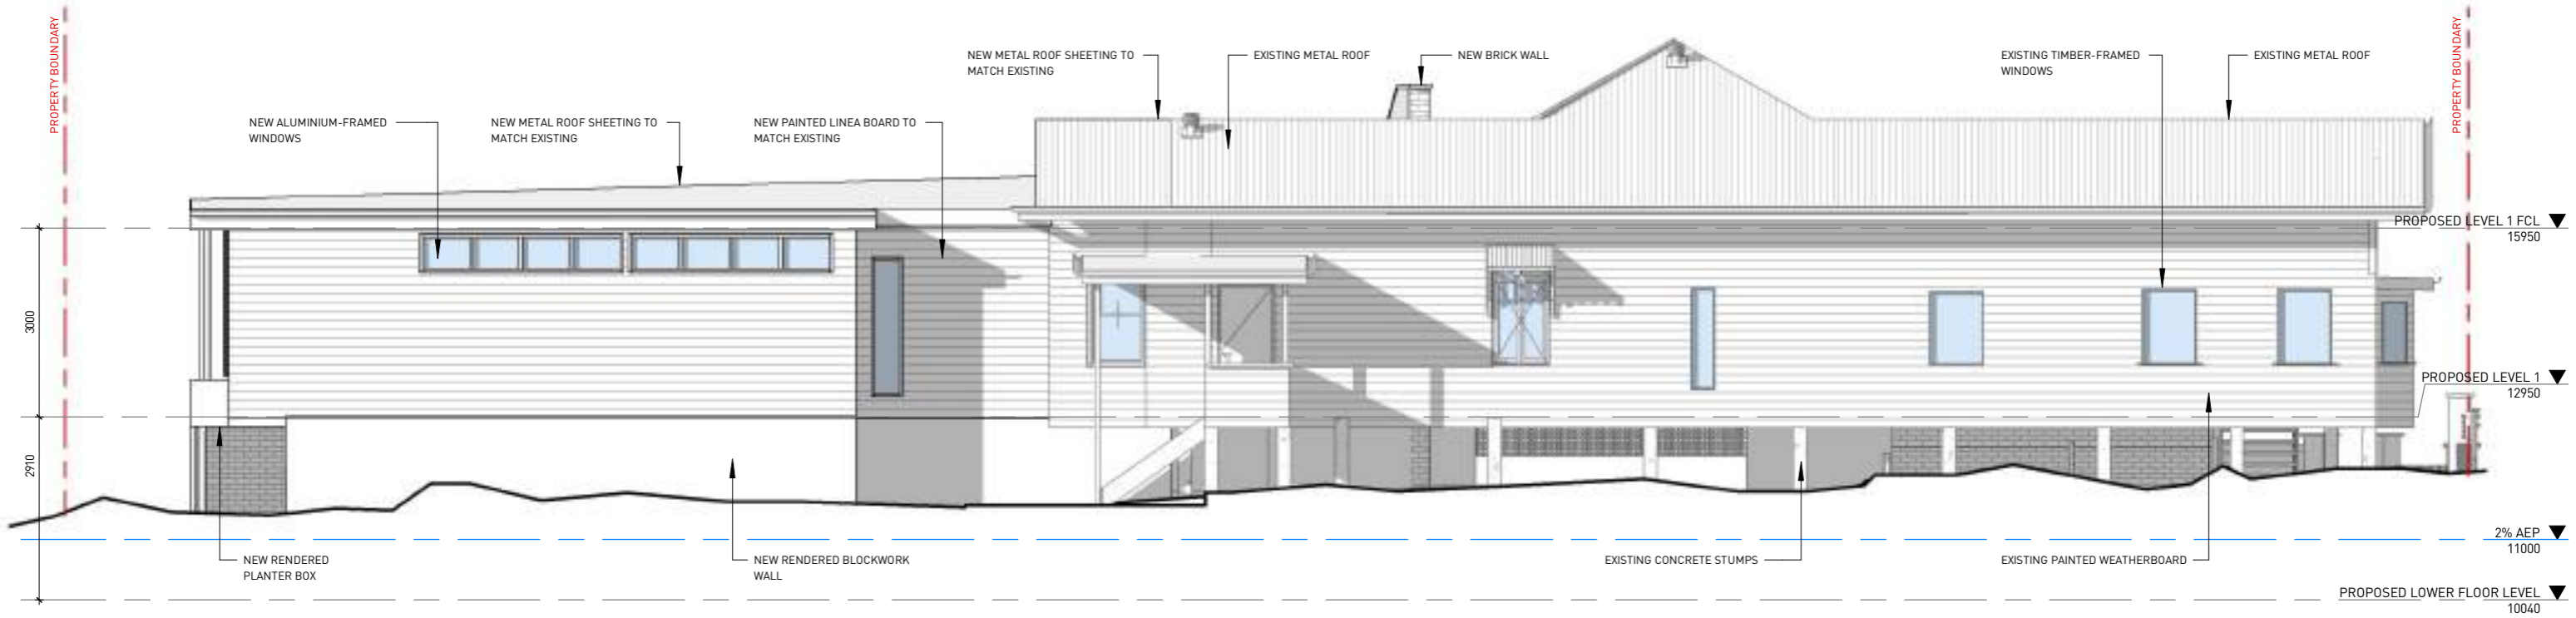 PROPERTY BOUNDARY
NEW ALUMINIUM-FRAMED
WINDOWS
NEW METAL ROOF SHEETING TO
MATCH EXISTING
NEW PAINTED LINEA BOARD TO
MATCH EXISTING
NEW METAL ROOF SHEETING TO
MATCH EXISTING
EXISTING METAL ROOF
NEW BRICK WALL
EXISTING TIMBER-FRAMED
WINDOWS
EXISTING METAL ROOF
PROPERTY BOUNDARY
PROPOSED LEVEL 1 FCL
15950
3000
PROPOSED LEVEL 1
12950
2910
2% AEP
11000
NEW RENDERED
PLANTER BOX
NEW RENDERED BLOCKWORK
WALL
EXISTING CONCRETE STUMPS
EXISTING PAINTED WEATHERBOARD
PROPOSED LOWER FLOOR LEVEL
10040